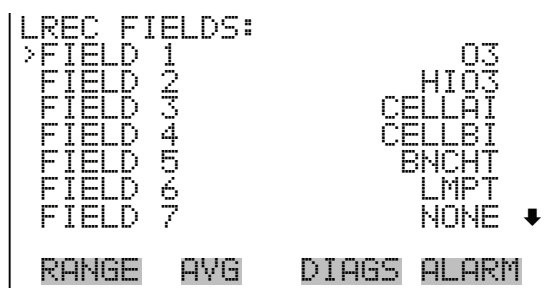 LREC FIELDS:
>FIELD 1 O3
FIELD 2 HIO3
FIELD 3 CELLAI
FIELD 4 CELLBI
FIELD 5 BNCHT
FIELD 6 LMPT
FIELD 7 NONE
RANGE AVG DIAGS ALARM